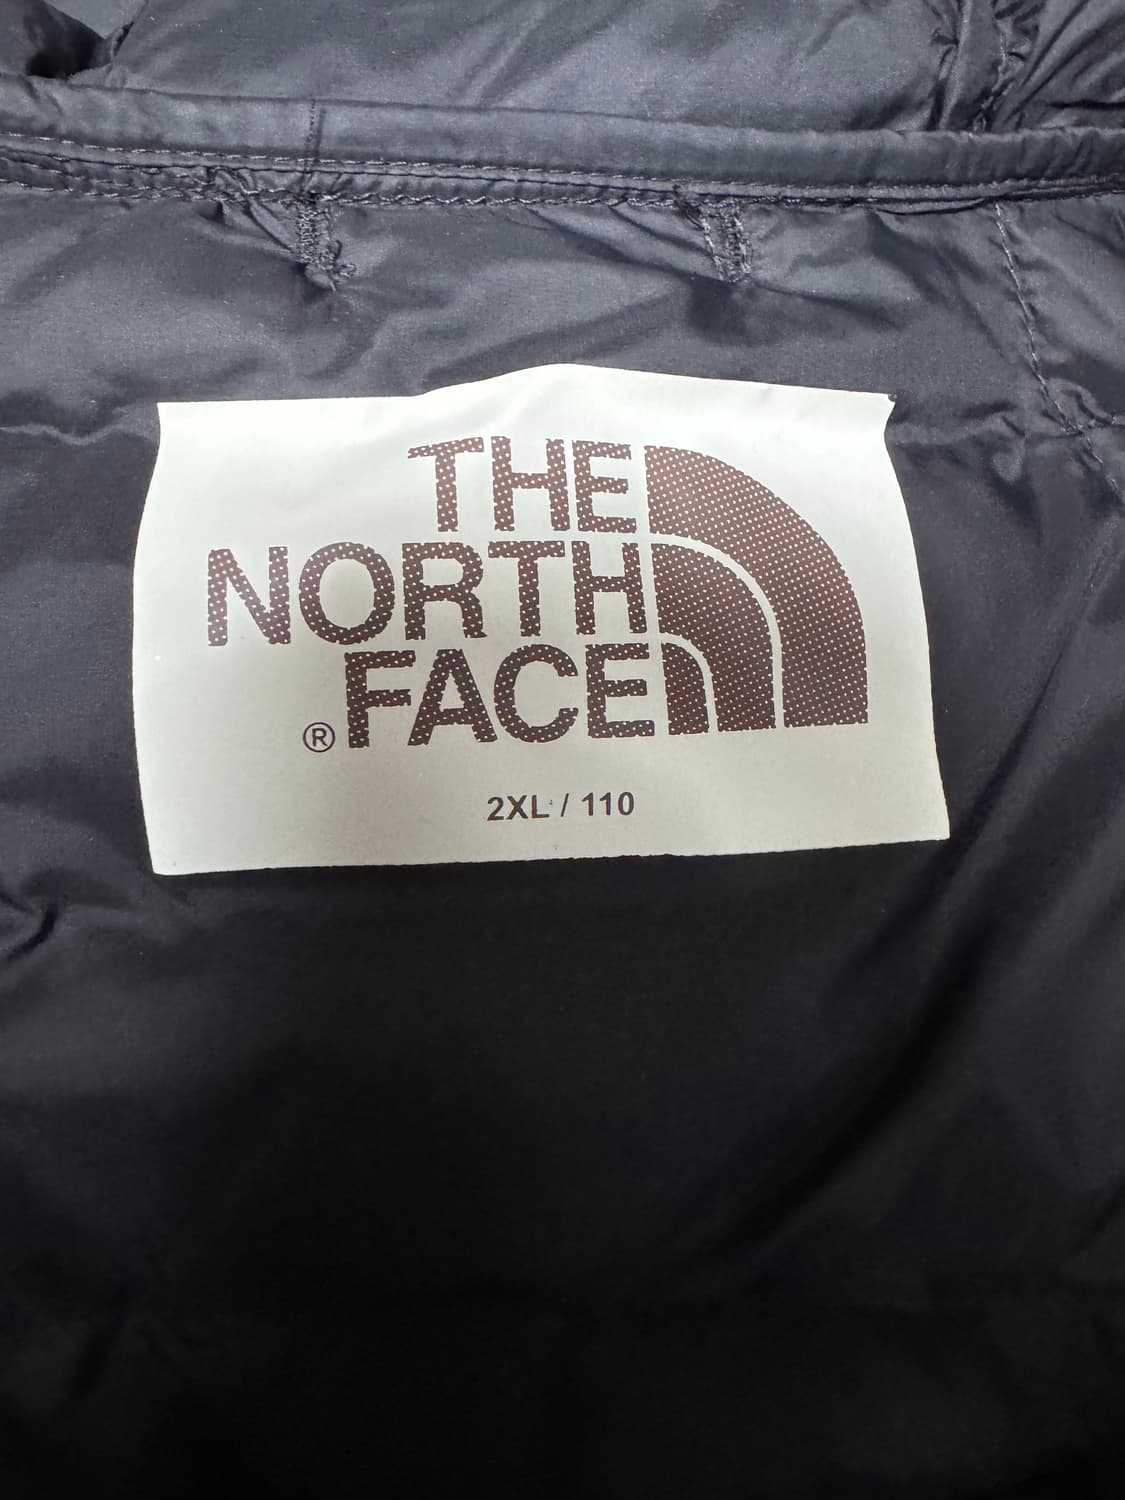 THE
NORTH
FACE
®
2XL / 110